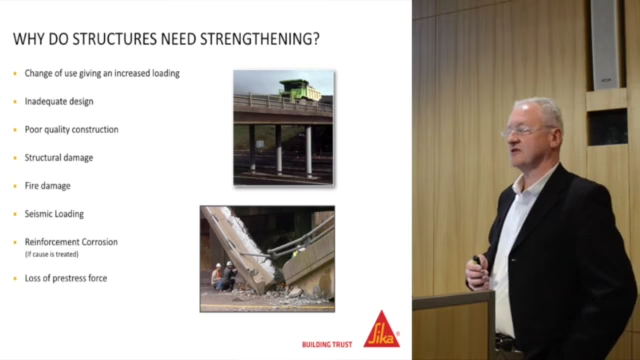 WHY DO STRUCTURES NEED STRENGTHENING?
Change of use giving an increased loading
Inadequate design
Poor quality construction
Structural damage
Fire damage
Seismic Loading
Reinforcement Corrosion
(if cause is treated)
Loss of prestress force
BUILDING TRUST
Sika®